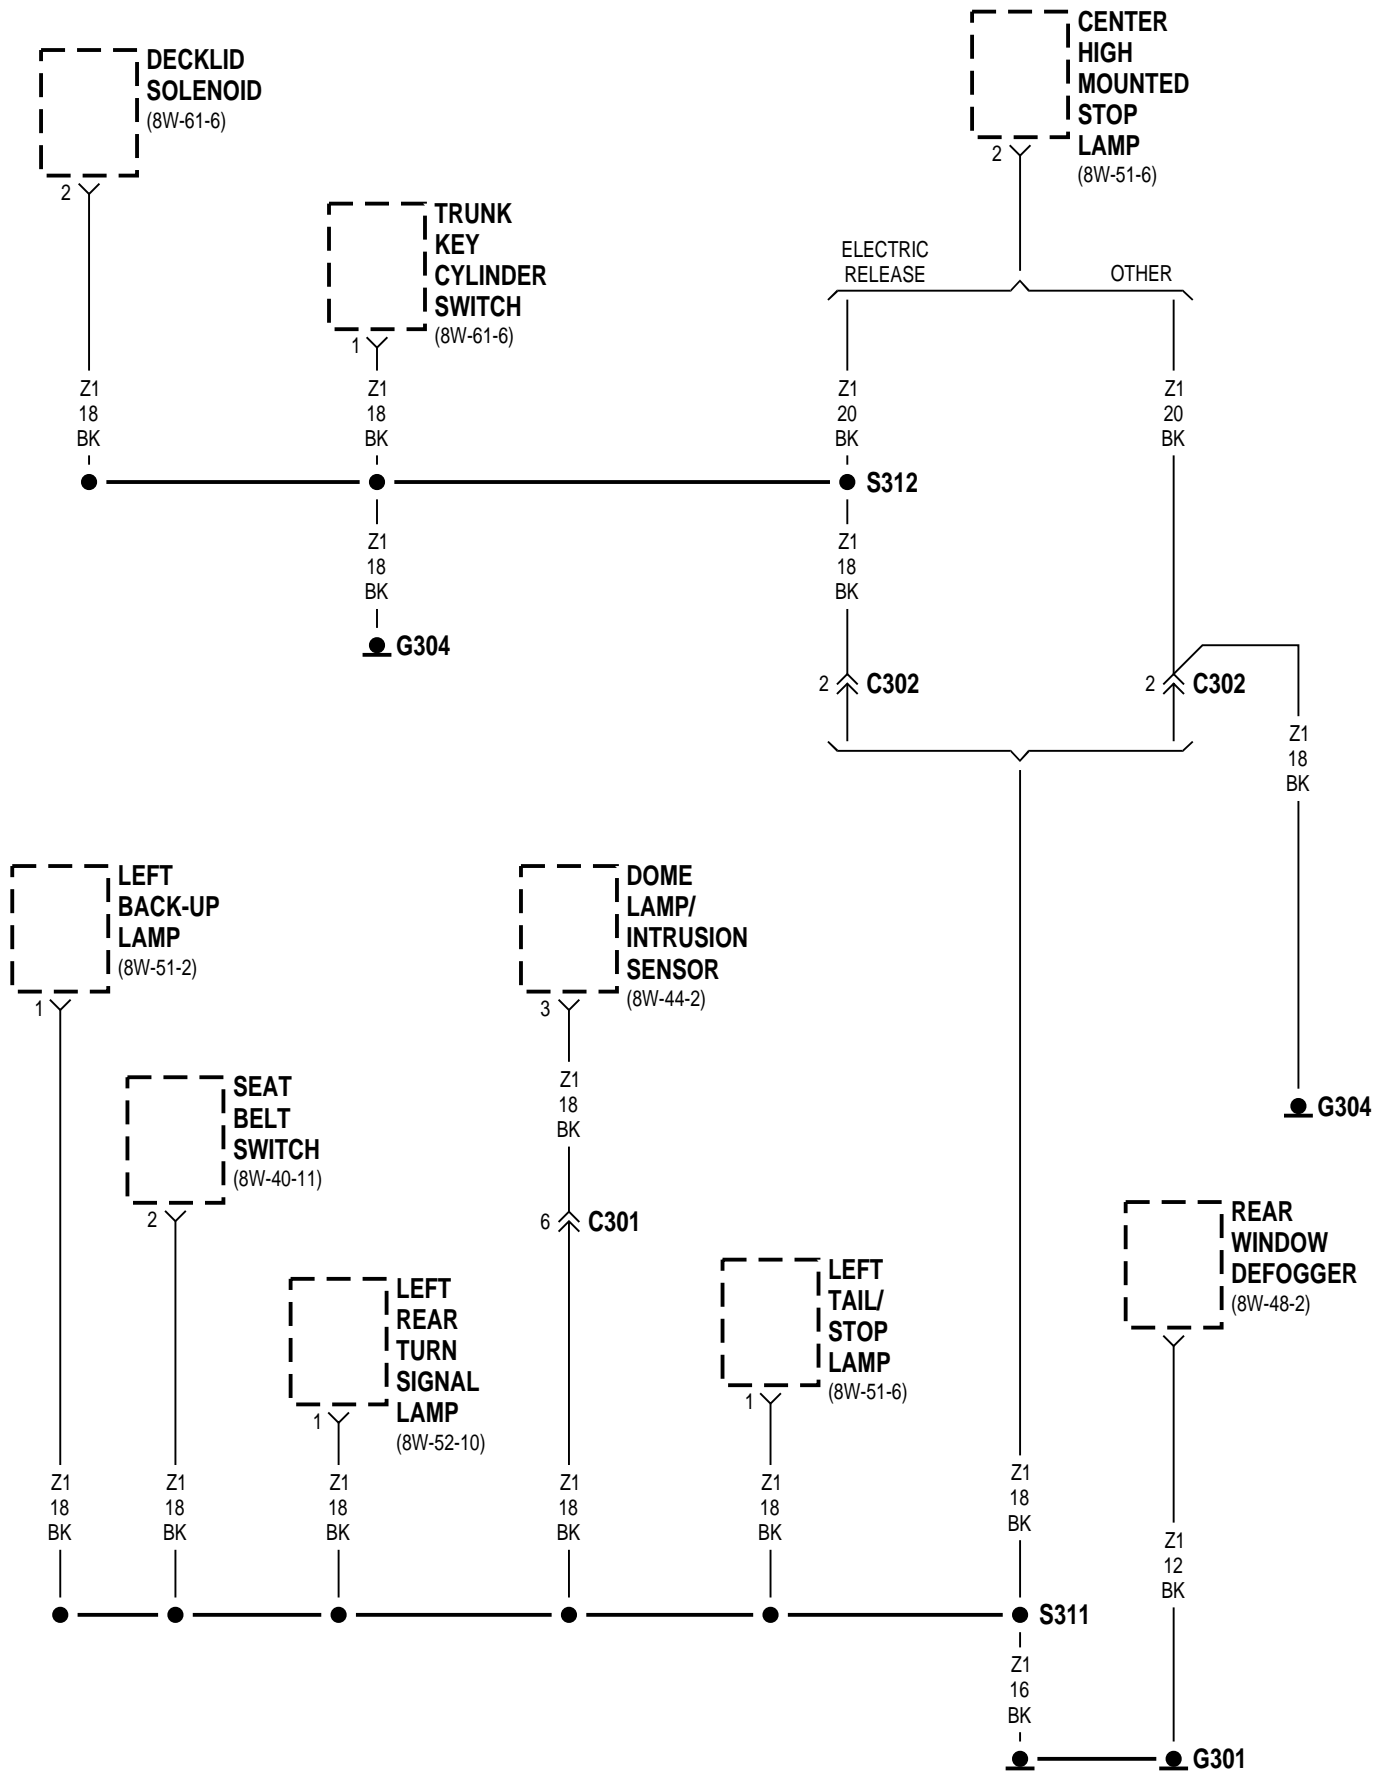 DECKLID
SOLENOID
(8W-61-6)
2
TRUNK
KEY
CYLINDER
SWITCH
(8W-61-6)
1
CENTER
HIGH
MOUNTED
STOP
LAMP
(8W-51-6)
2
ELECTRIC
RELEASE
OTHER
Z1
18
BK
Z1
18
BK
Z1
20
BK
Z1
20
BK
S312
Z1
18
BK
G304
Z1
18
BK
2
C302
2
C302
Z1
18
BK
G304
LEFT
BACK-UP
LAMP
(8W-51-2)
1
SEAT
BELT
SWITCH
(8W-40-11)
2
LEFT
REAR
TURN
SIGNAL
LAMP
(8W-52-10)
1
DOME
LAMP/
INTRUSION
SENSOR
(8W-44-2)
3
Z1
18
BK
6
C301
LEFT
TAIL/
STOP
LAMP
(8W-51-6)
1
REAR
WINDOW
DEFOGGER
(8W-48-2)
Z1
18
BK
Z1
18
BK
Z1
18
BK
Z1
18
BK
Z1
18
BK
Z1
18
BK
Z1
12
BK
S311
Z1
16
BK
G301